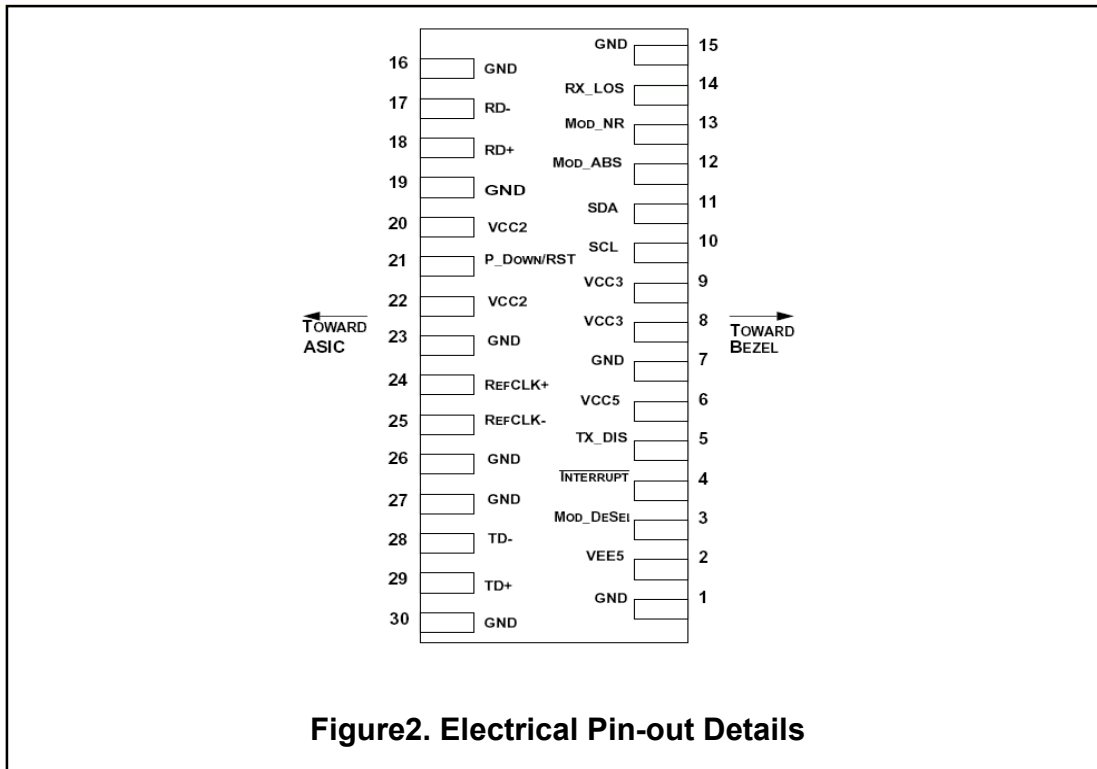 GND 15
16 GND
RX_LOS 14
17 RD-
MOD_NR 13
18 RD+
MOD_ABS 12
19 GND
SDA 11
20 VCC2
SCL 10
21 P_DOWN/RST
VCC3 9
22 VCC2
VCC3 8
TOWARD
ASIC
TOWARD
BEZEL
23 GND
GND 7
24 REFCLK+
VCC5 6
25 REFCLK-
TX_DIS 5
26 GND
INTERRUPT 4
27 GND
MOD_DESEL 3
28 TD-
VEE5 2
29 TD+
GND 1
30 GND
Figure2. Electrical Pin-out Details